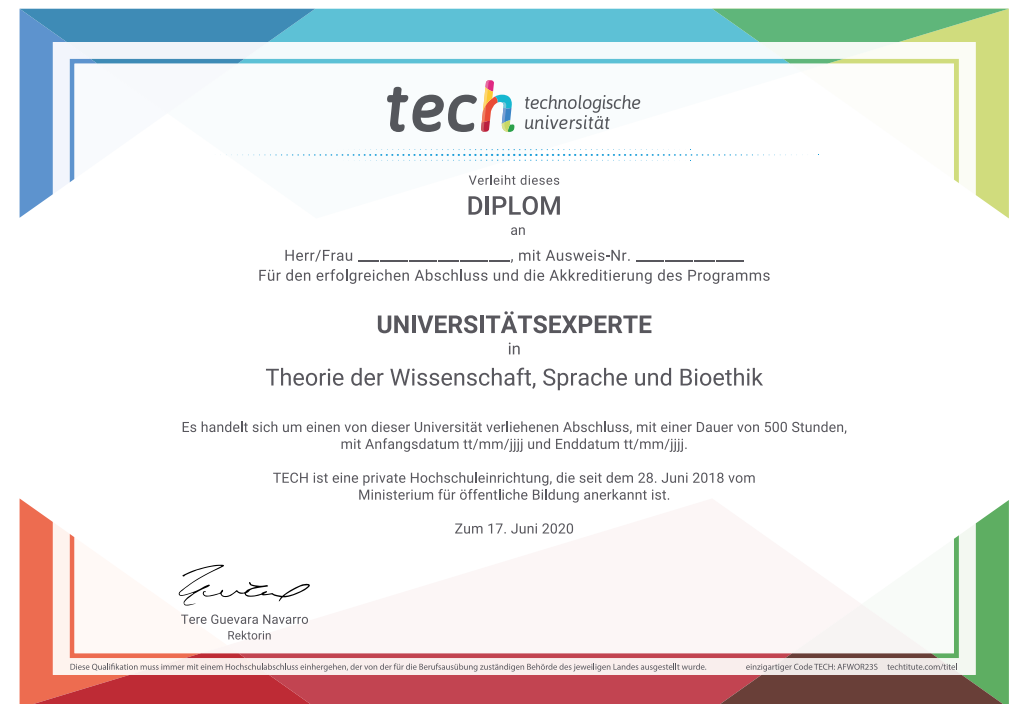 tech technologische
universität
Verleiht dieses
DIPLOM
an
Herr/Frau ______________, mit Ausweis-Nr. __________
Für den erfolgreichen Abschluss und die Akkreditierung des Programms
UNIVERSITÄTSEXPERTE
in
Theorie der Wissenschaft, Sprache und Bioethik
Es handelt sich um einen von dieser Universität verliehenen Abschluss, mit einer Dauer von 500 Stunden,
mit Anfangsdatum tt/mm/jjjj und Enddatum tt/mm/jjjj.
TECH ist eine private Hochschuleinrichtung, die seit dem 28. Juni 2018 vom
Ministerium für öffentliche Bildung anerkannt ist.
Zum 17. Juni 2020
Tere Guevara Navarro
Rektorin
Diese Qualifikation muss immer mit einem Hochschulabschluss einhergehen, der von der für die Berufsausübung zuständigen Behörde des jeweiligen Landes ausgestellt wurde. einzigartiger Code TECH: AFWOR23S techtitute.com/titel